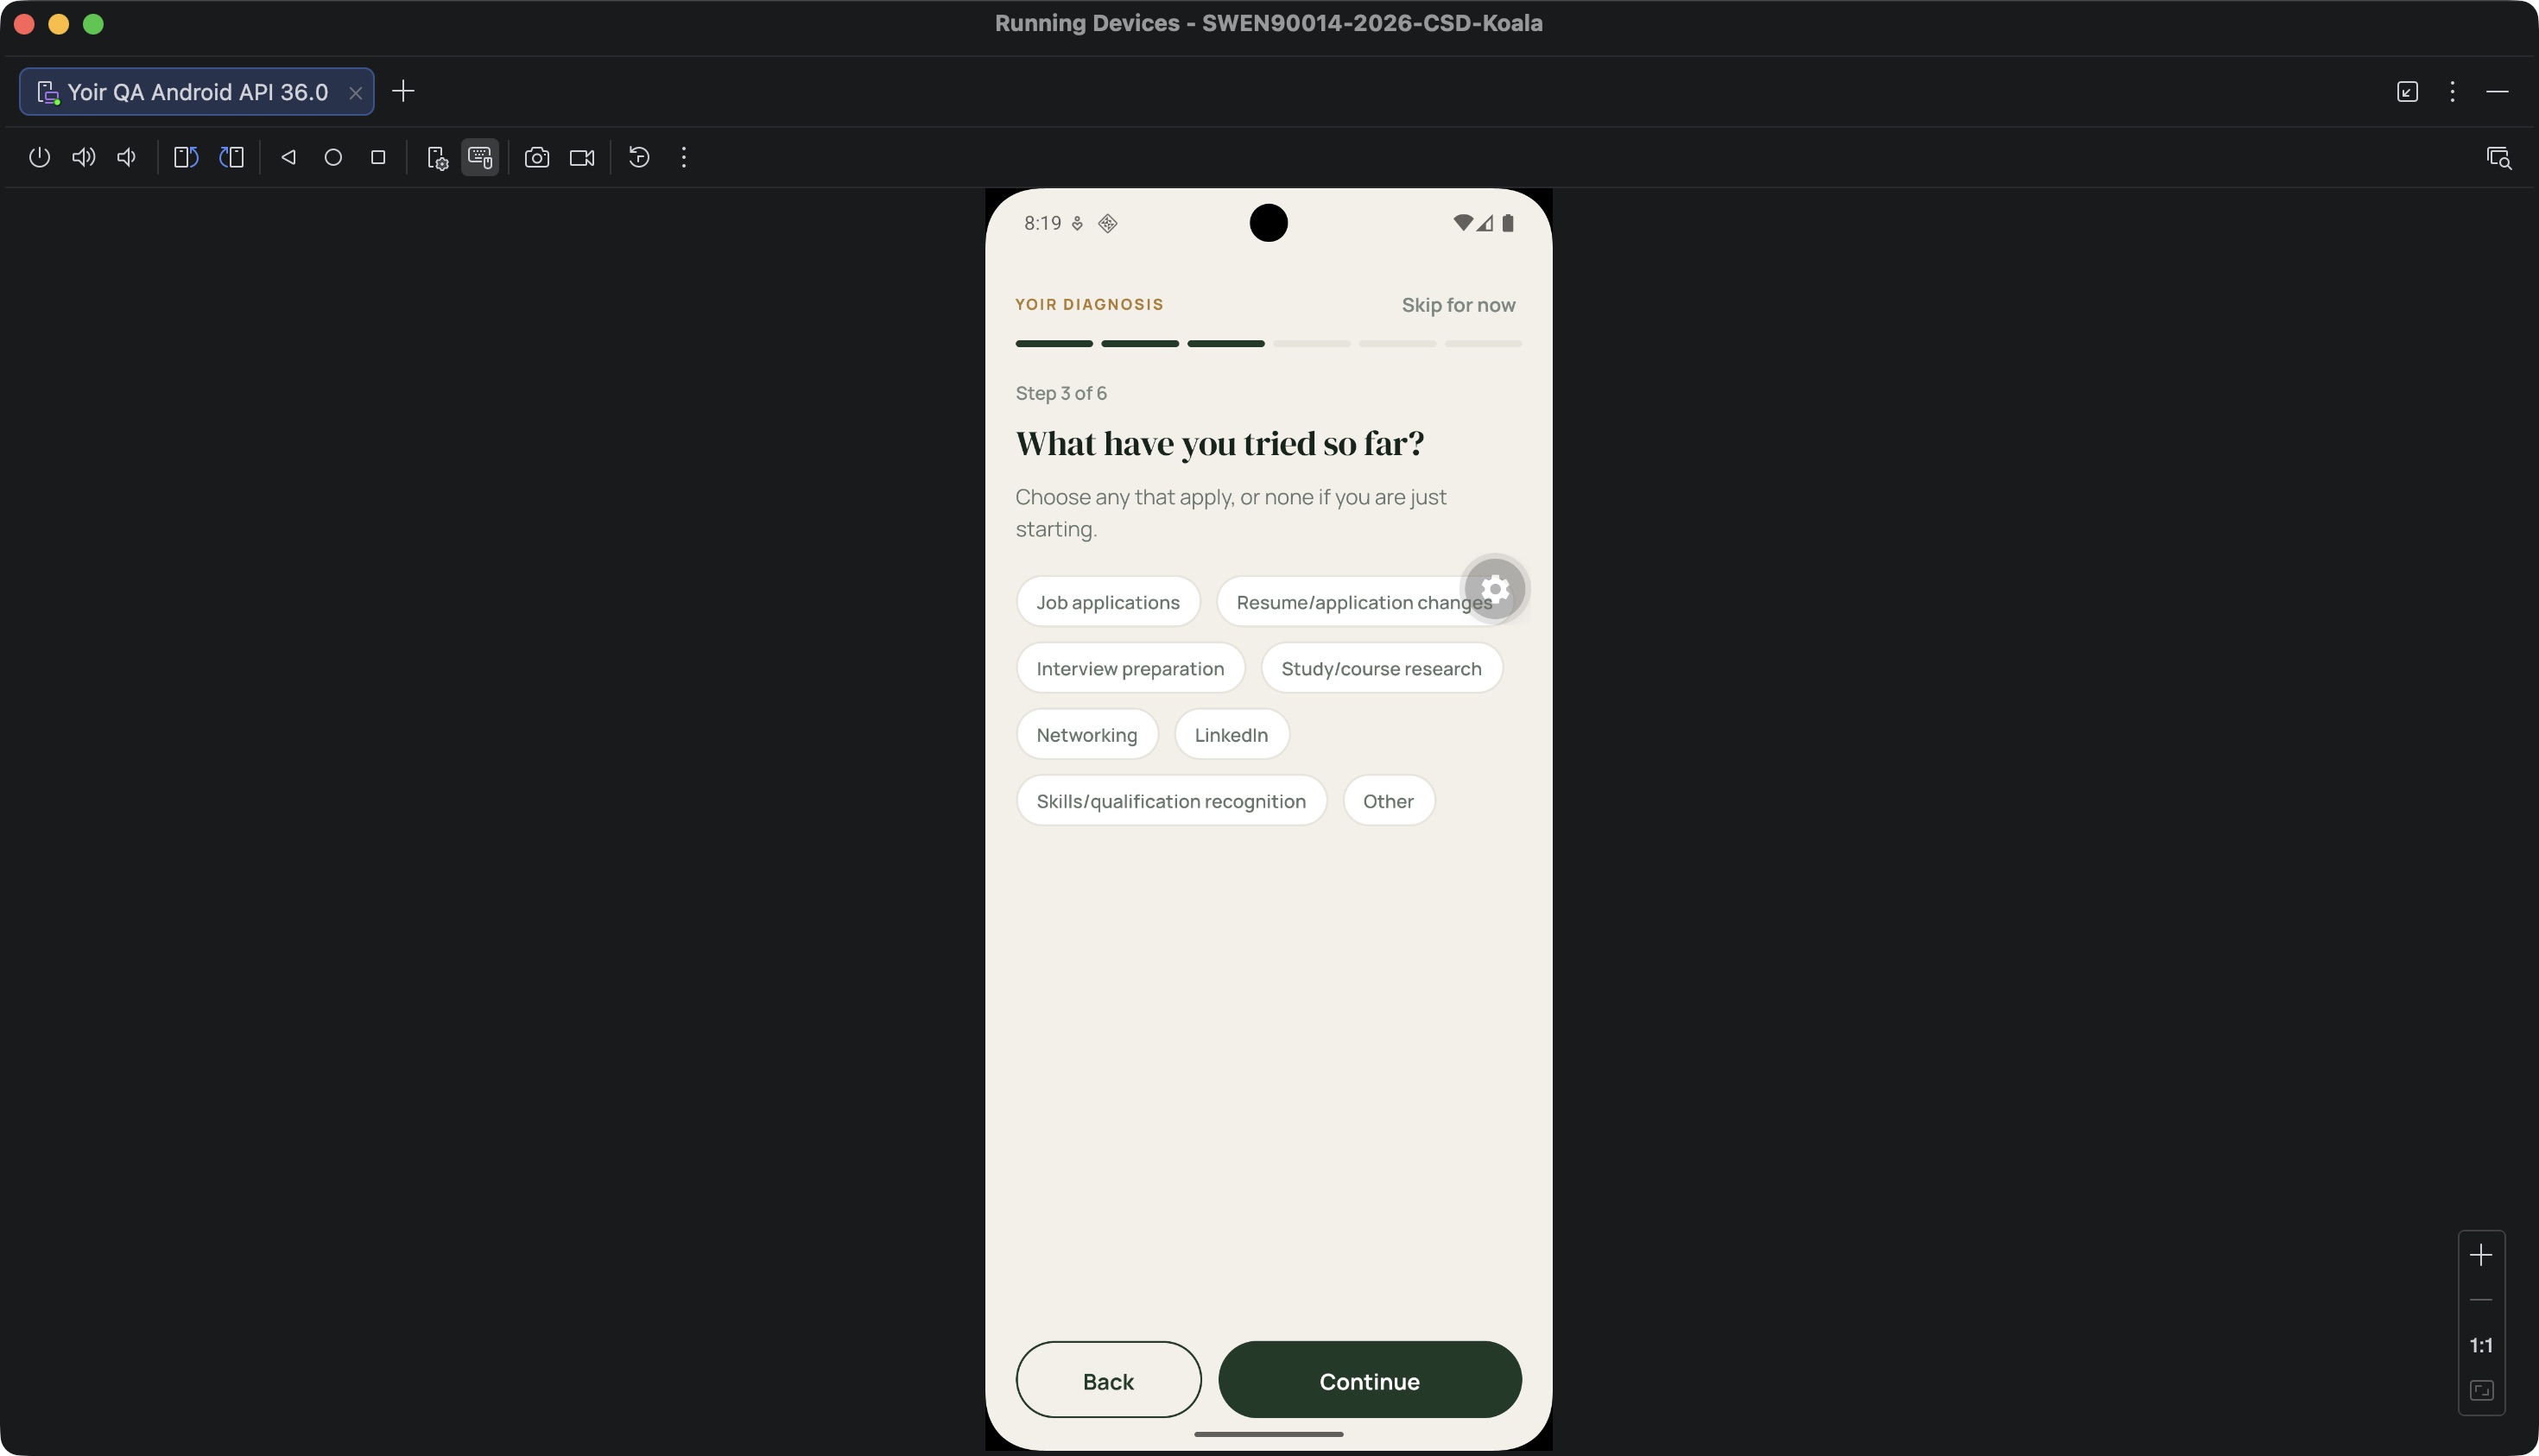 Running Devices - SWEN90014-2026-CSD-Koala
Yoir QA Android API 36.0
8:19
YOIR DIAGNOSIS
Skip for now
Step 3 of 6
What have you tried so far?
Choose any that apply, or none if you are just
starting.
Job applications
Resume/application changes
Interview preparation
Study/course research
Networking
LinkedIn
Skills/qualification recognition
Other
Back
Continue
1:1